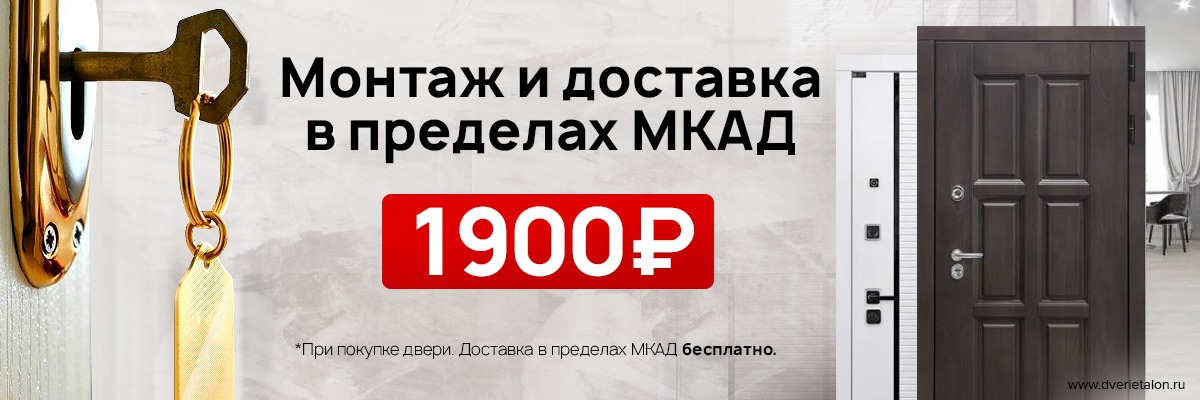 Монтаж и доставка
в пределах МКАД
1900₽
*При покупке двери. Доставка в пределах МКАД бесплатно.
www.dverietalon.ru